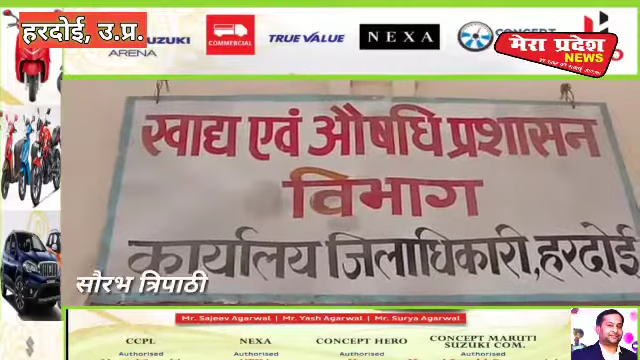 हरदोई, उ.प्र.
SUZUKI
ARENA
COMMERCIAL
TRUE VALUE
NEXA
CONCEPT
मेरा प्रदेश
NEWS
खाद्य एवं औषधि प्रशासन
विभाग
कार्यालय जिलाधिकारी, हरदोई
सौरभ त्रिपाठी
Mr. Sajeev Agarwal | Mr. Yash Agarwal | Mr. Surya Agarwal
CCPL
NEXA
CONCEPT HERO
CONCEPT MARUTI
SUZUKI COM.
Authorised
Authorised
Authorised
Authorised